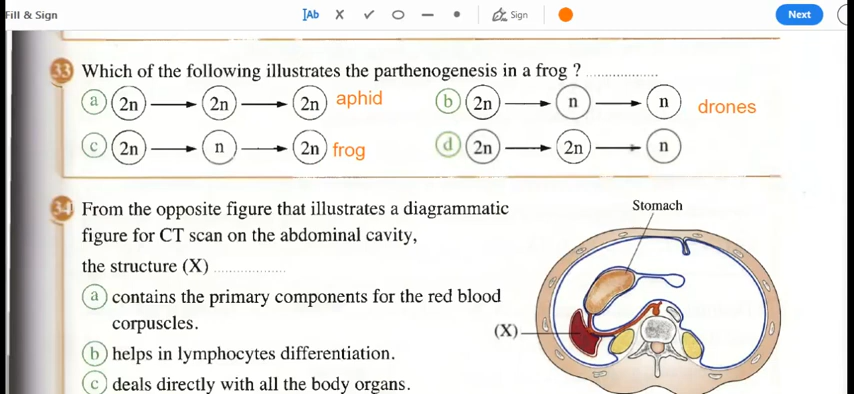 Fill & Sign
Ab
Sign
Next
33 Which of the following illustrates the parthenogenesis in a frog ? ....................
a 2n 2n 2n aphid b 2n n n drones
c 2n n 2n frog d 2n 2n n
34 From the opposite figure that illustrates a diagrammatic
figure for CT scan on the abdominal cavity,
the structure (X) ....................
a contains the primary components for the red blood
corpuscles.
b helps in lymphocytes differentiation.
c deals directly with all the body organs.
Stomach
(X)